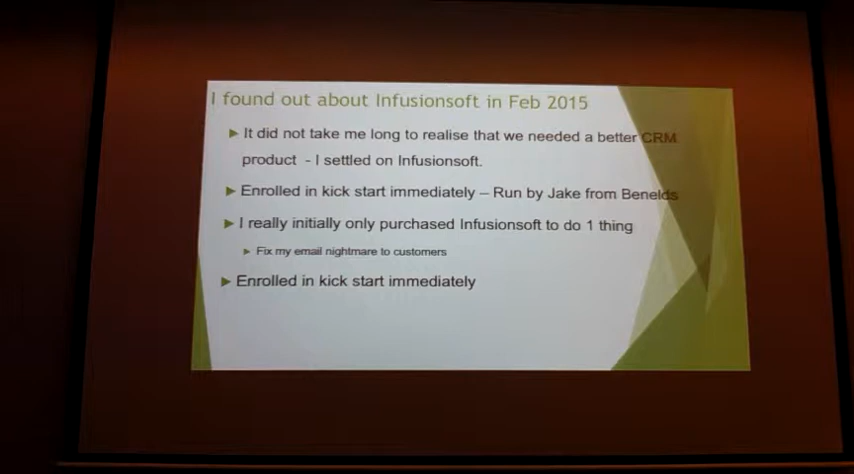 I found out about Infusionsoft in Feb 2015
It did not take me long to realise that we needed a better CRM
product - I settled on Infusionsoft.
Enrolled in kick start immediately – Run by Jake from Benelds
I really initially only purchased Infusionsoft to do 1 thing
Fix my email nightmare to customers
Enrolled in kick start immediately